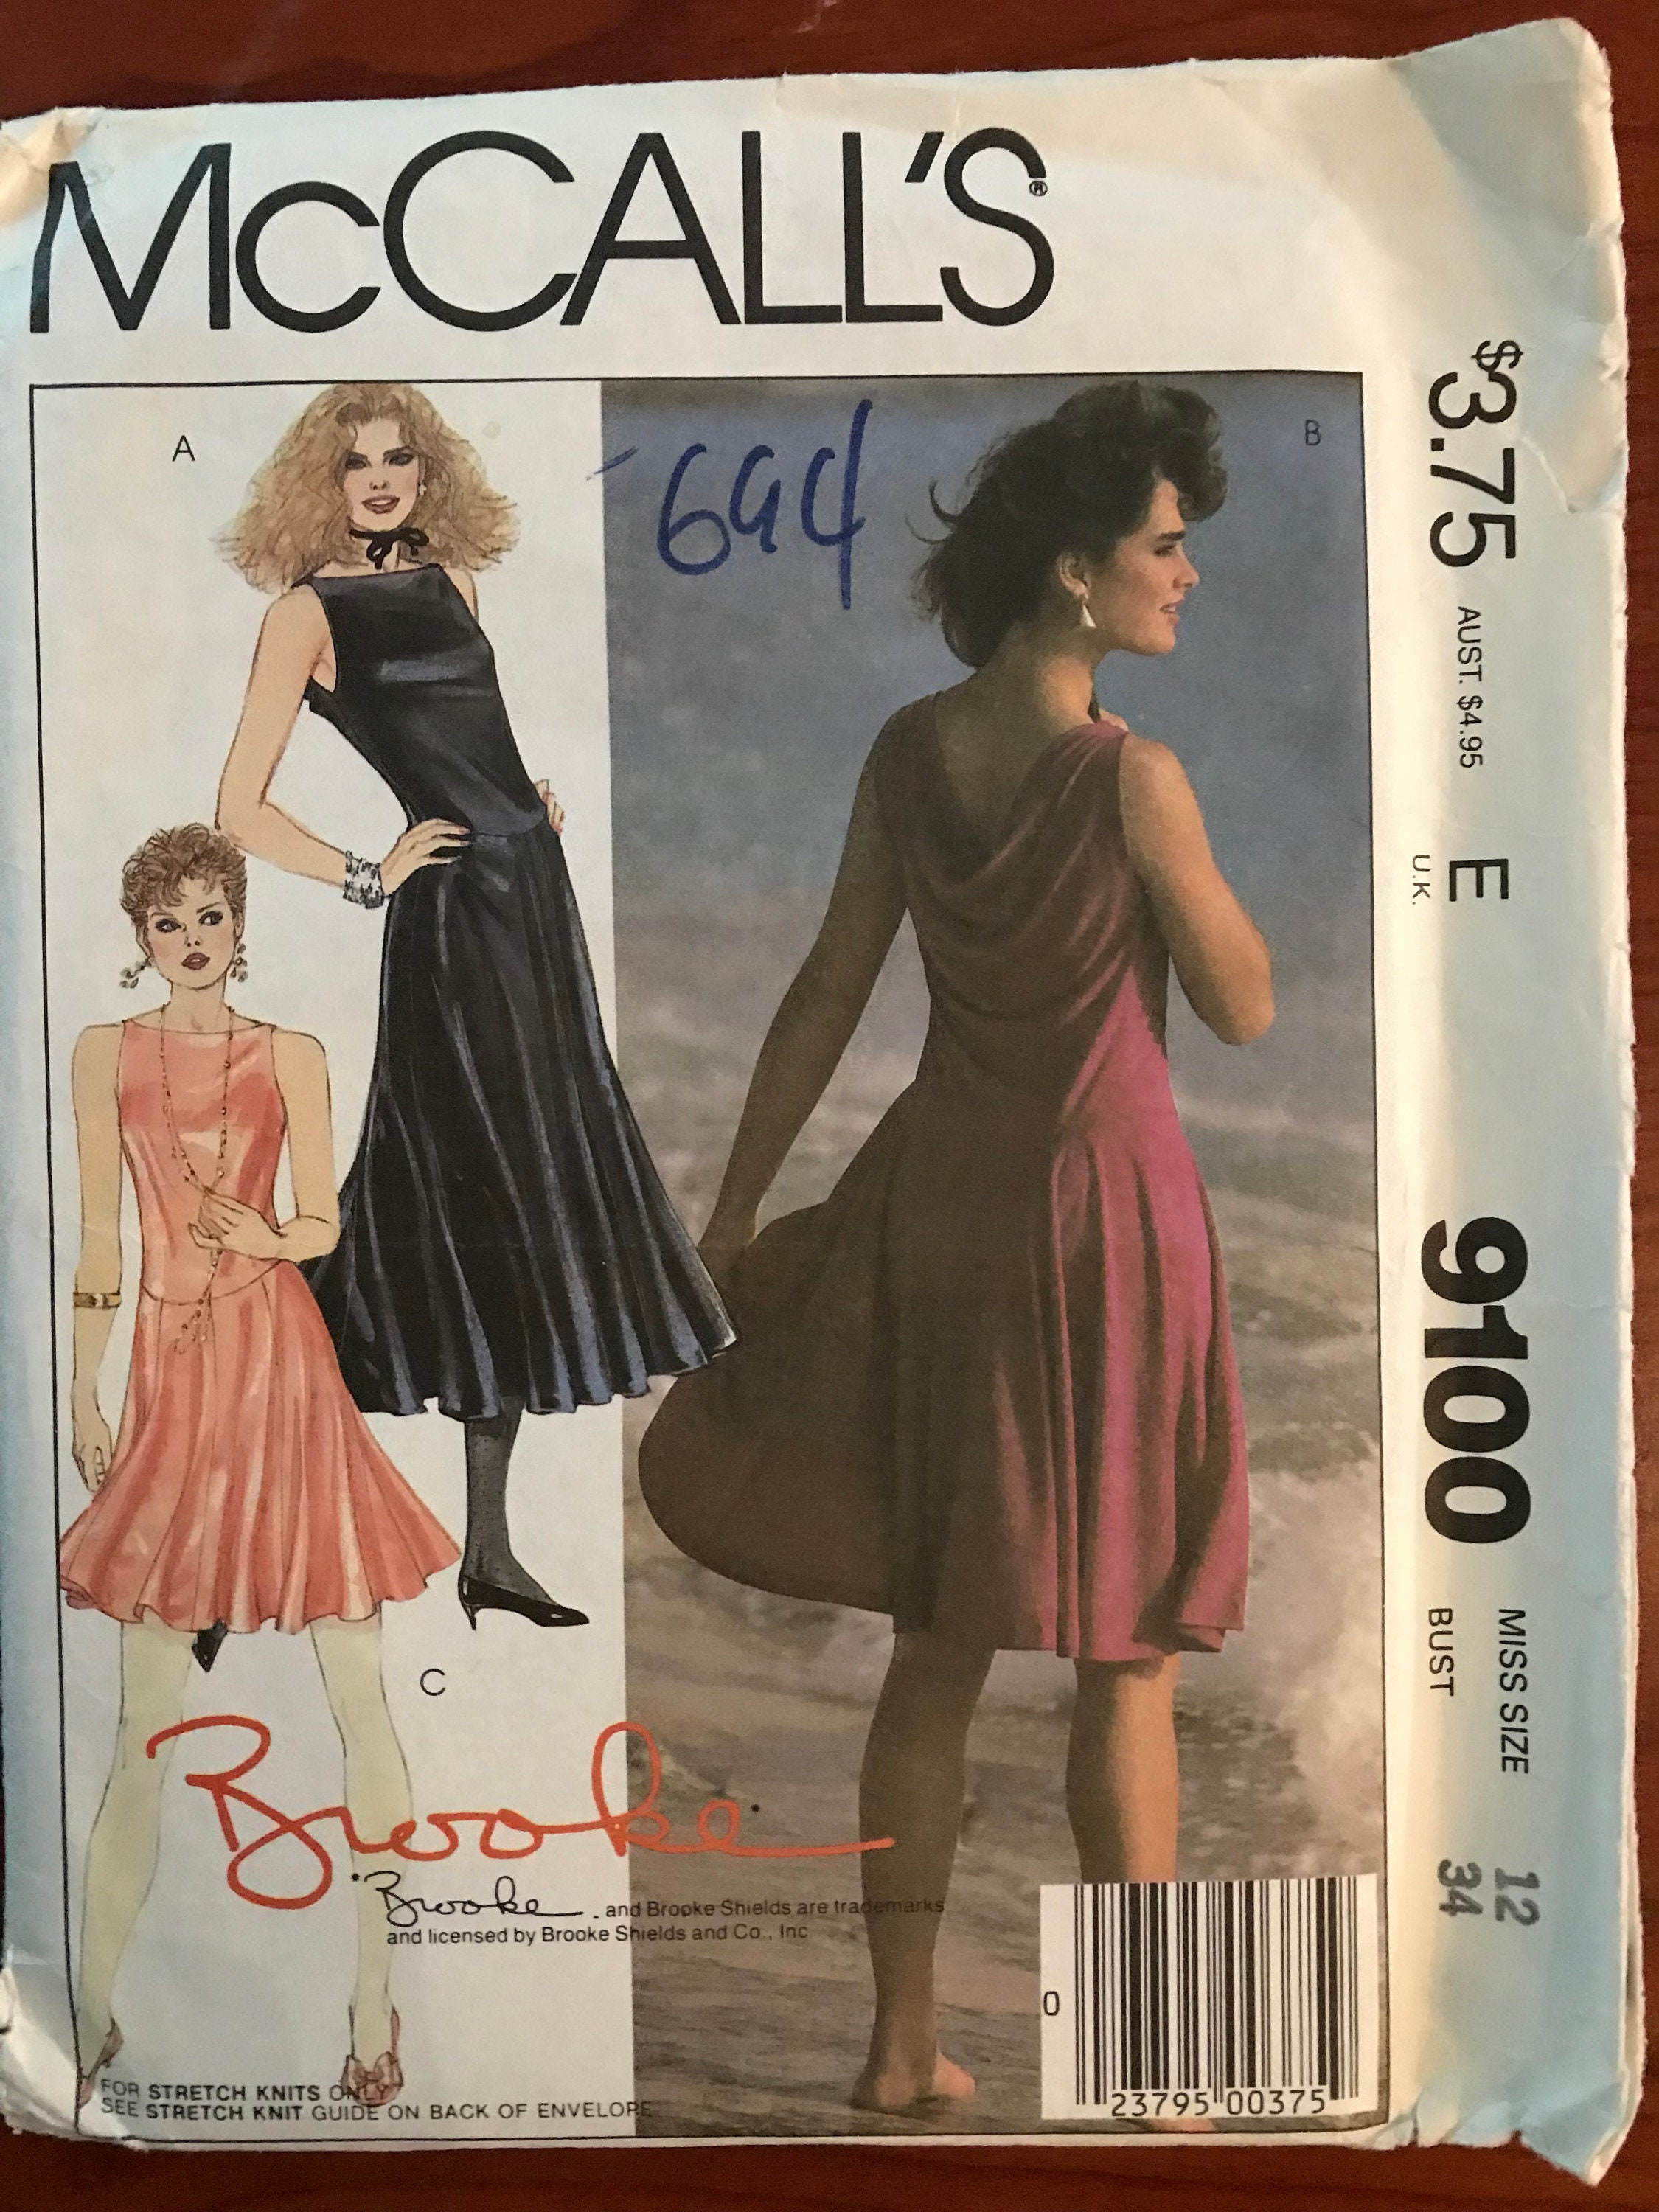 McCALL'S®
A
694
B
$3.75 AUST. $4.95 E U.K. 9100 MISS SIZE 12
BUST 34
C
Brooke
Brooke and Brooke Shields are trademarks
and licensed by Brooke Shields and Co., Inc.
FOR STRETCH KNITS ONLY
SEE STRETCH KNIT GUIDE ON BACK OF ENVELOPE
0 23795 00375